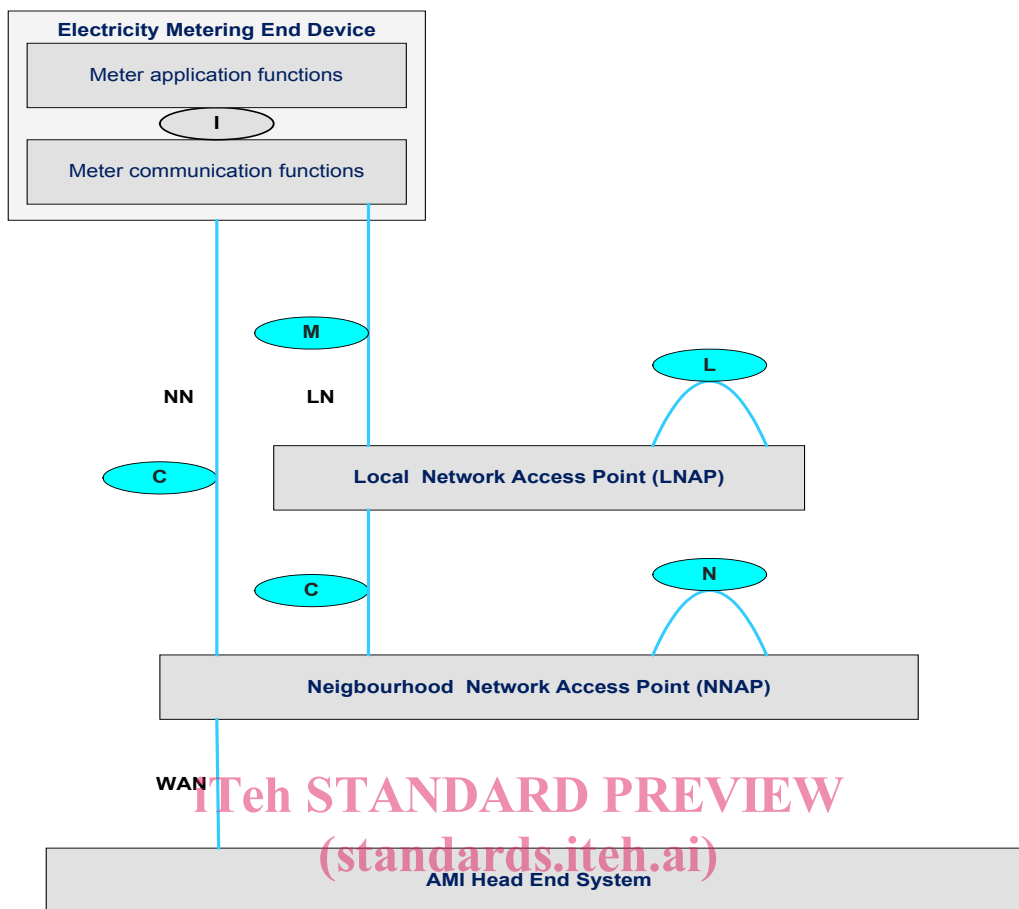 Electricity Metering End Device
Meter application functions
I
Meter communication functions
M
L
NN
LN
Local Network Access Point (LNAP)
C
C
N
Neigbourhood Network Access Point (NNAP)
WAN
iTeh STANDARD PREVIEW
(standards.iteh.ai)
AMI Head End System